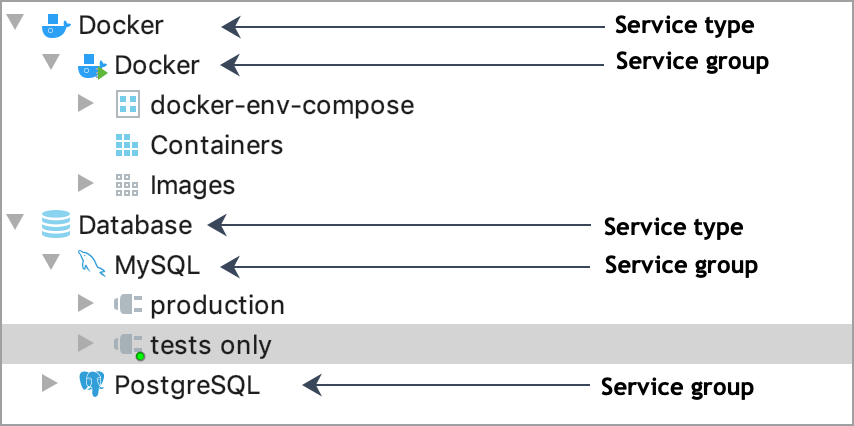 Docker Service type
Docker Service group
docker-env-compose
Containers
Images
Database Service type
MySQL Service group
production
tests only
PostgreSQL Service group